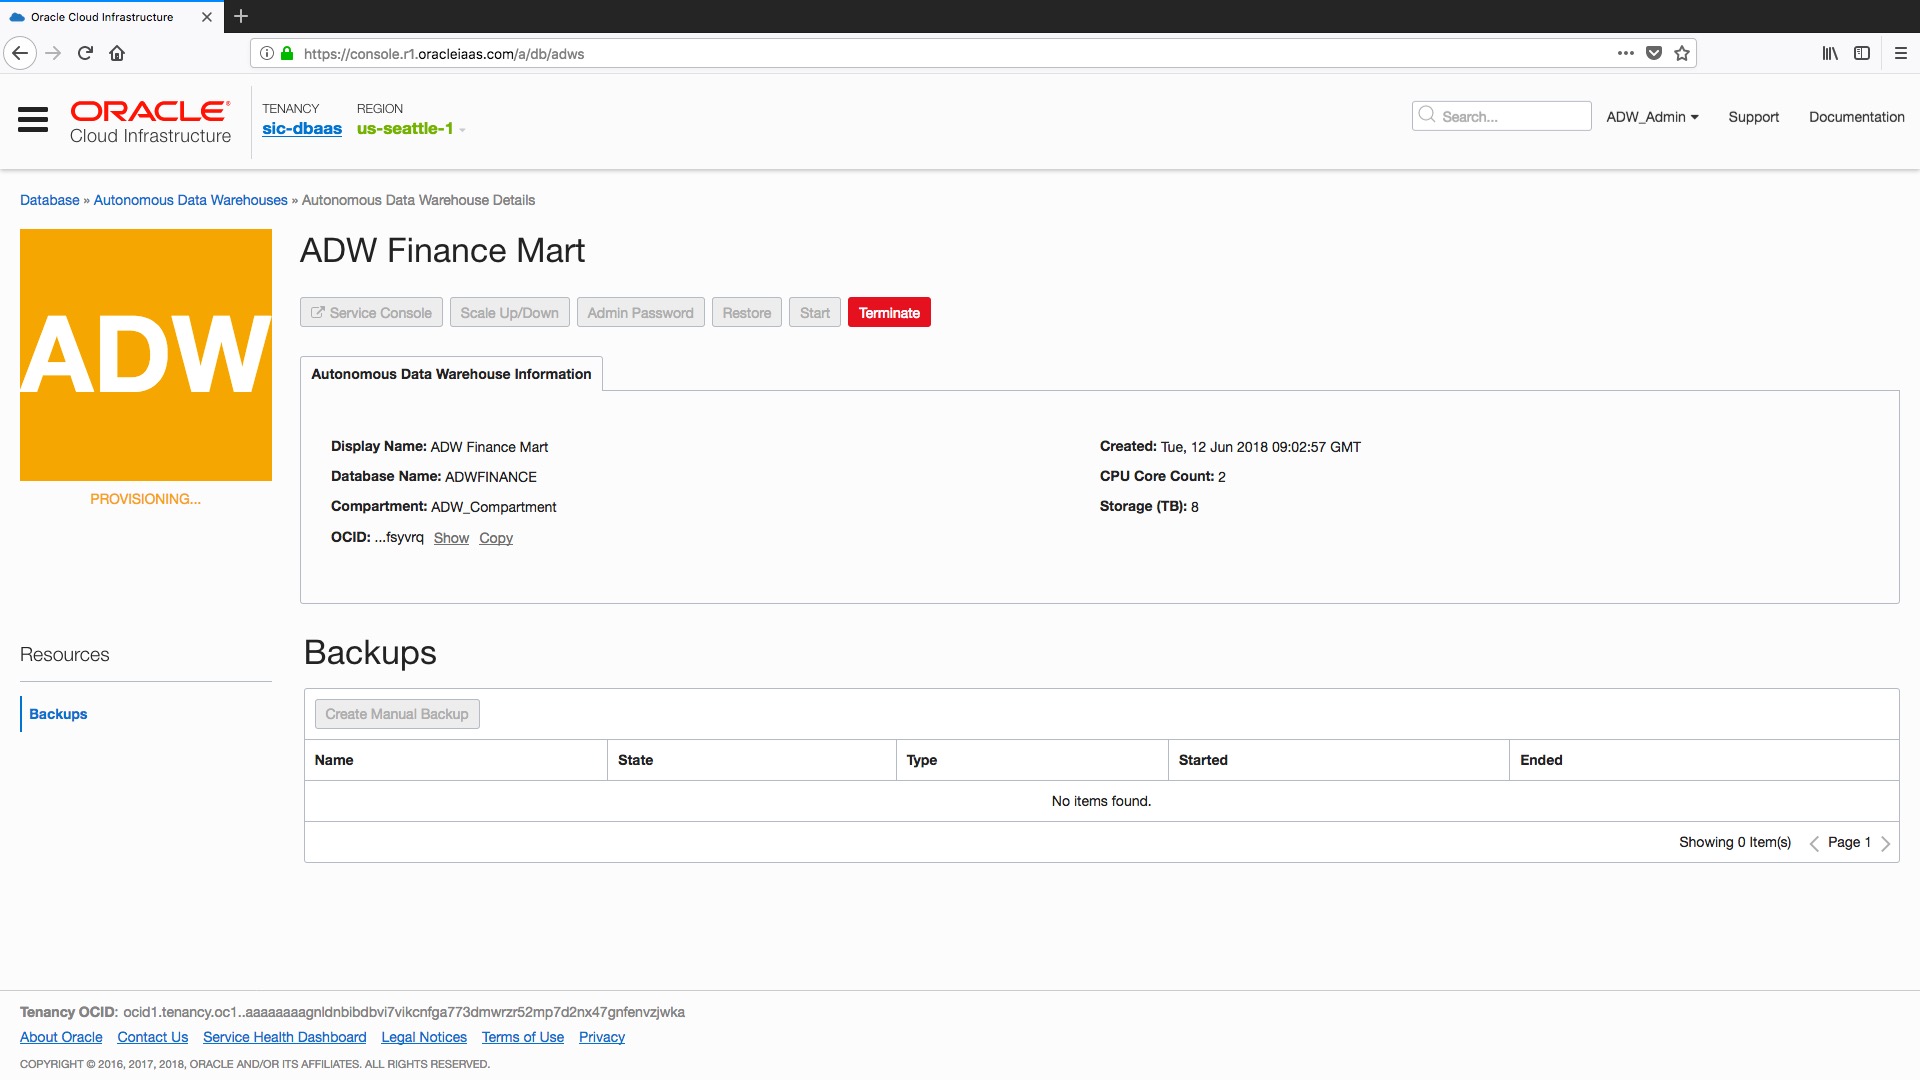 Oracle Cloud Infrastructure
https://console.r1.oracleiaas.com/a/db/adws
ORACLE®
Cloud Infrastructure
TENANCY
sic-dbaas
REGION
us-seattle-1
Search...
ADW_Admin
Support
Documentation
Database » Autonomous Data Warehouses » Autonomous Data Warehouse Details
ADW
PROVISIONING...
ADW Finance Mart
Service Console
Scale Up/Down
Admin Password
Restore
Start
Terminate
Autonomous Data Warehouse Information
Display Name: ADW Finance Mart
Database Name: ADWFINANCE
Compartment: ADW_Compartment
OCID: ...fsyvrq Show Copy
Created: Tue, 12 Jun 2018 09:02:57 GMT
CPU Core Count: 2
Storage (TB): 8
Resources
Backups
Backups
Create Manual Backup
Name State Type Started Ended
No items found.
Showing 0 Item(s) Page 1
Tenancy OCID: ocid1.tenancy.oc1..aaaaaaaagnldnbibdbvi7vikcnfga773dmwrzr52mp7d2nx47gnfenvzjwka
About Oracle Contact Us Service Health Dashboard Legal Notices Terms of Use Privacy
COPYRIGHT © 2016, 2017, 2018, ORACLE AND/OR ITS AFFILIATES. ALL RIGHTS RESERVED.